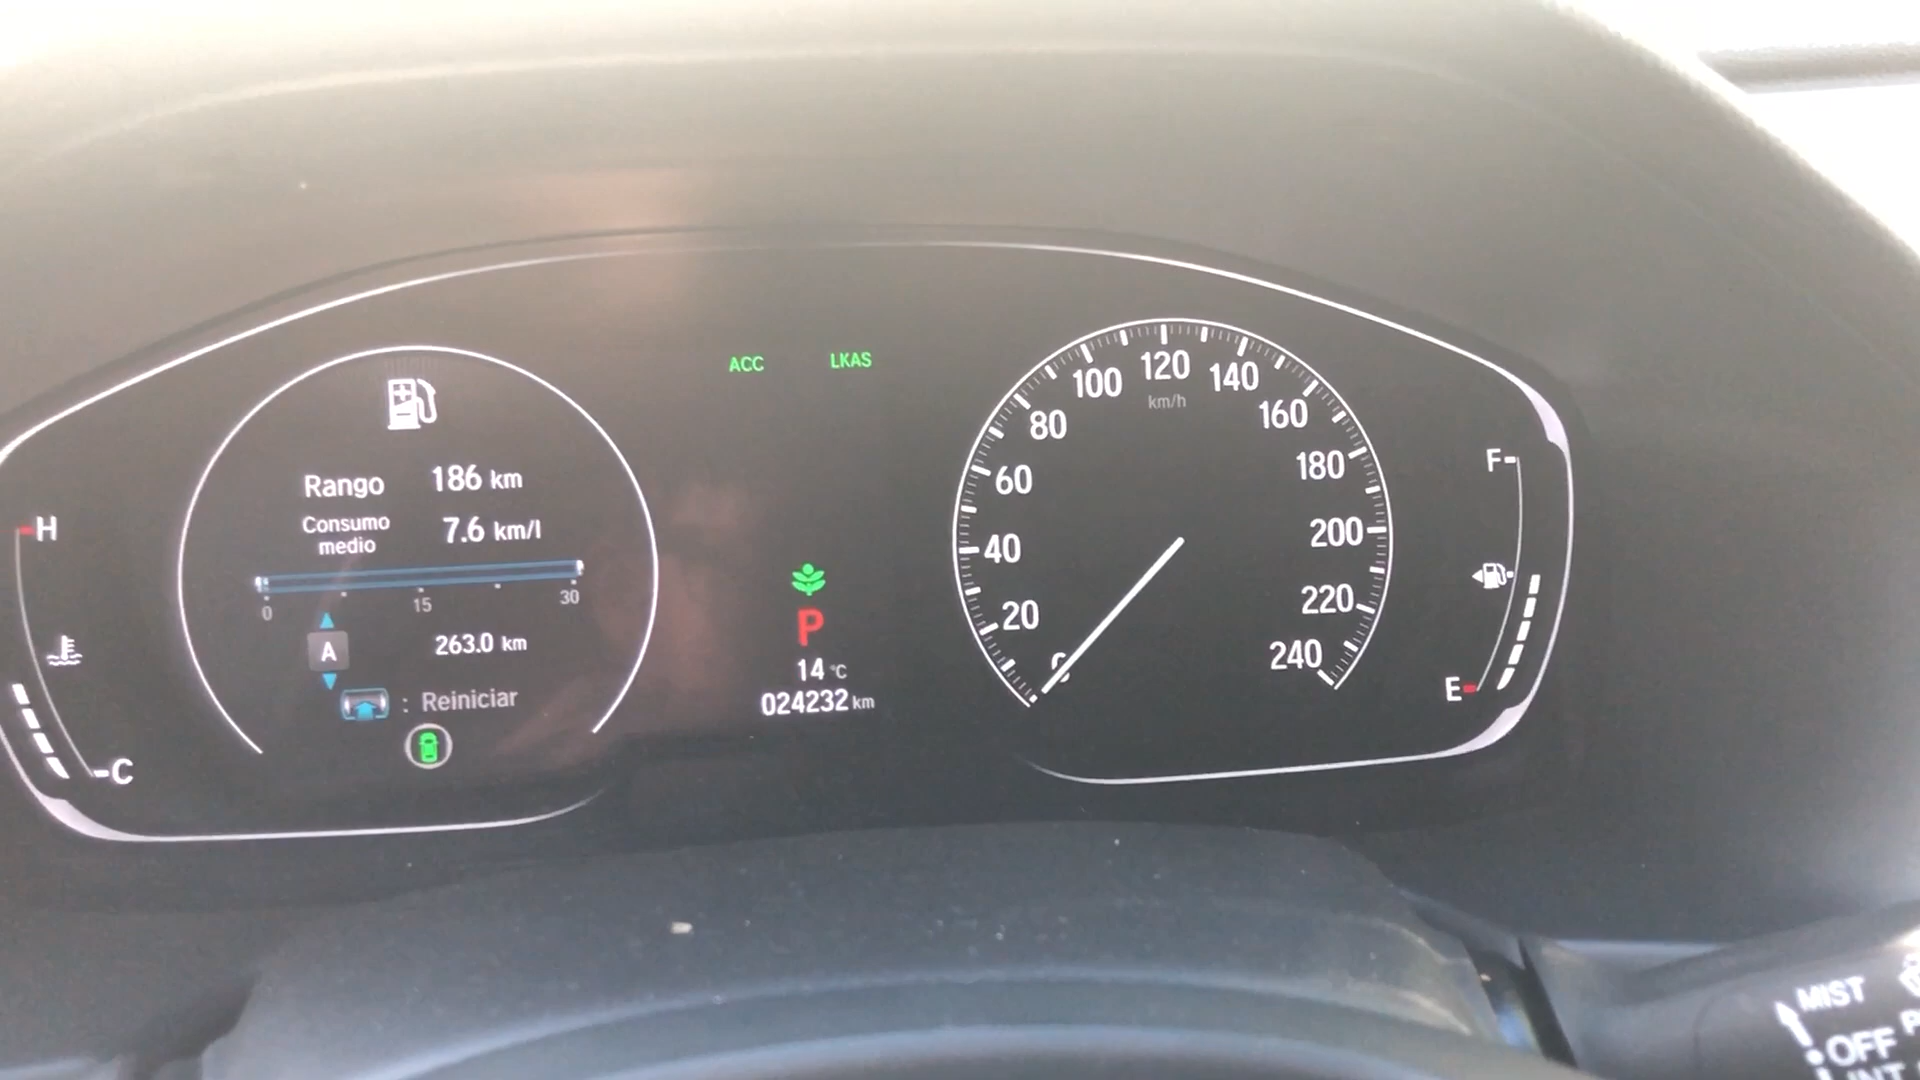 ACC LKAS
Rango 186 km
Consumo
medio 7.6 km/l
0 15 30
A 263.0 km
: Reiniciar
H
C
P
14 °C
024232 km
20
40
60
80
100
120
140
160
180
200
220
240
km/h
F
E
MIST
OFF
INT